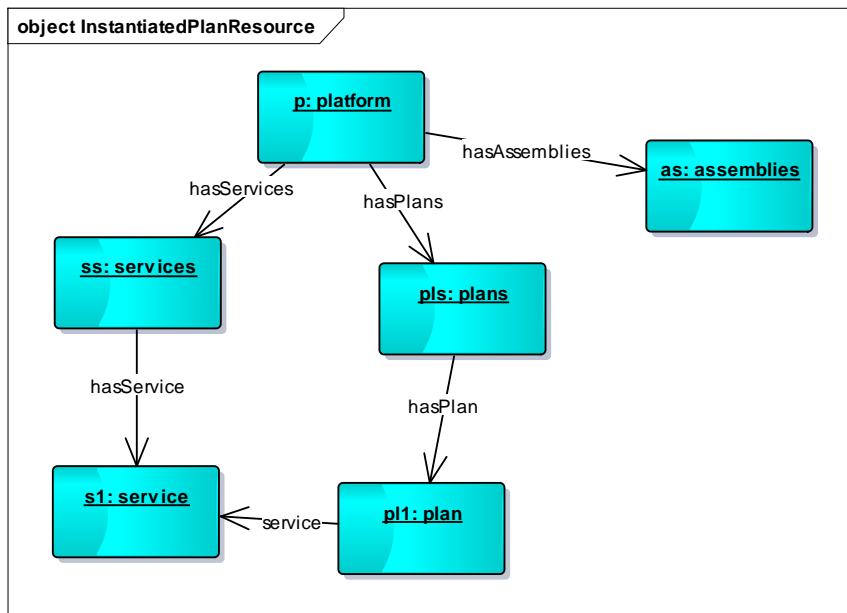 object InstantiatedPlanResource
p: platform
hasAssemblies
as: assemblies
hasServices
hasPlans
ss: services
pls: plans
hasService
hasPlan
s1: service
service
pl1: plan